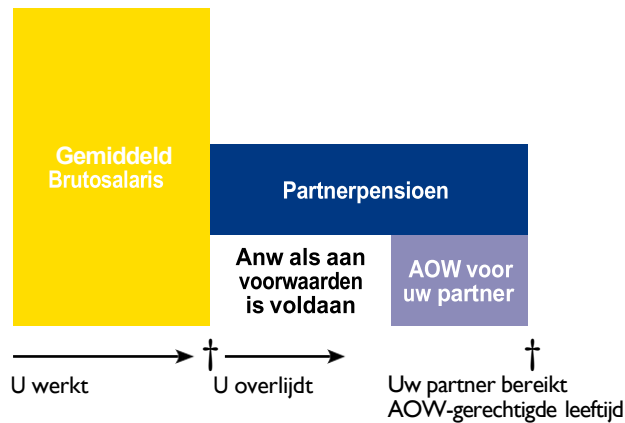 Gemiddeld
Brutosalaris
Partnerpensioen
Anw als aan
voorwaarden
is voldaan
AOW voor
uw partner
†
†
U werkt
U overlijdt
Uw partner bereikt
AOW-gerechtigde leeftijd